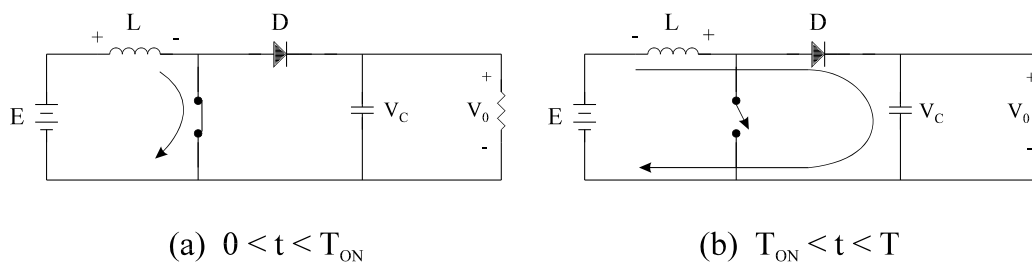 L
D
+ -
E
V_C
+
V_0
-
(a) 0 < t < T_ON
L
D
- +
E
V_C
+
V_0
-
(b) T_ON < t < T